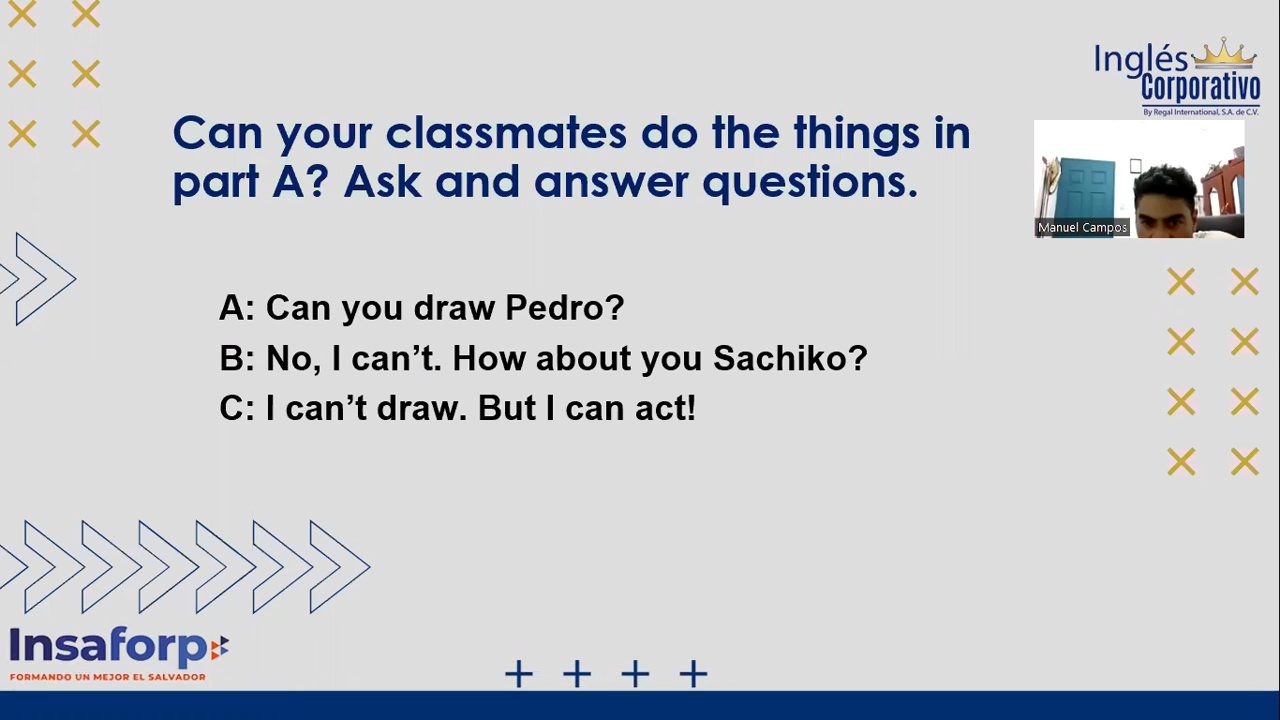 Inglés
Corporativo
By Regal International, S.A. de C.V.
Can your classmates do the things in
part A? Ask and answer questions.
Manuel Campos
A: Can you draw Pedro?
B: No, I can’t. How about you Sachiko?
C: I can’t draw. But I can act!
Insaforp
FORMANDO UN MEJOR EL SALVADOR